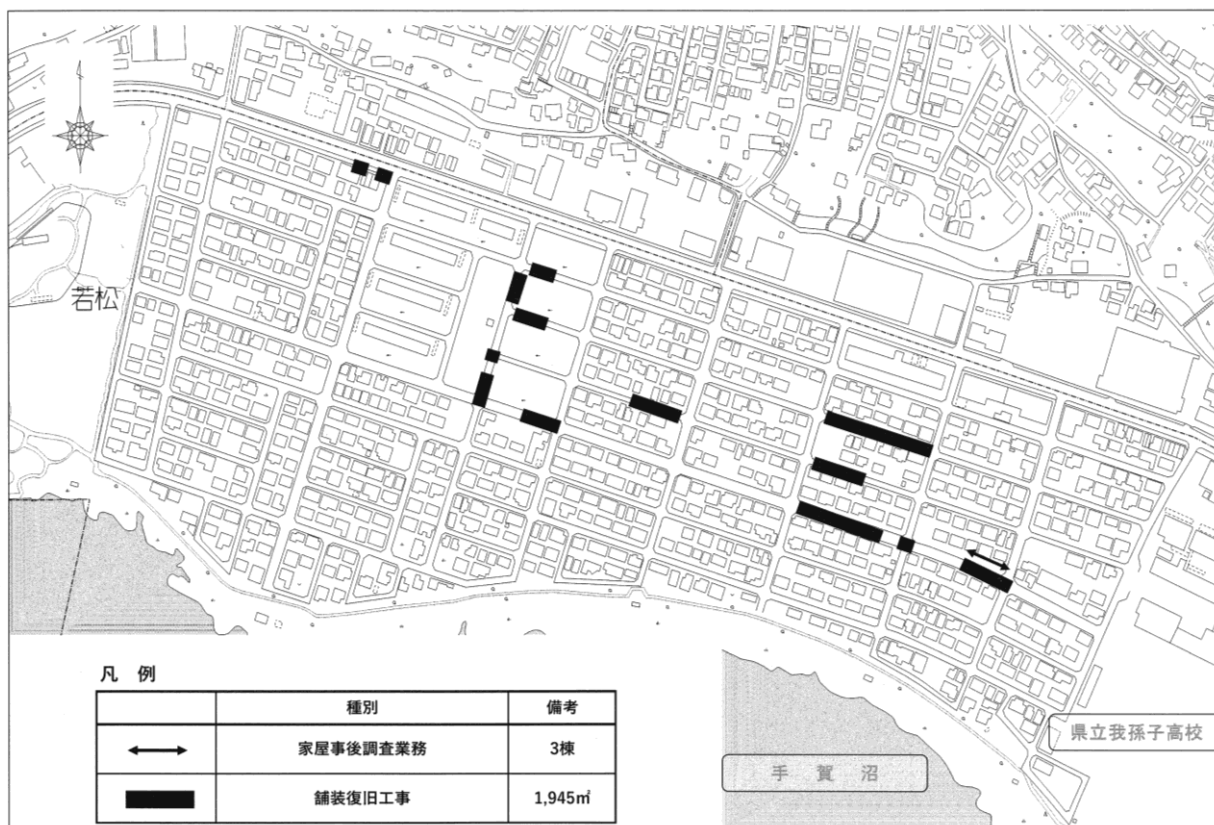 若松
凡 例
種別 備考
家屋事後調査業務 3棟
舗装復旧工事 1,945㎡
手 賀 沼
県立我孫子高校